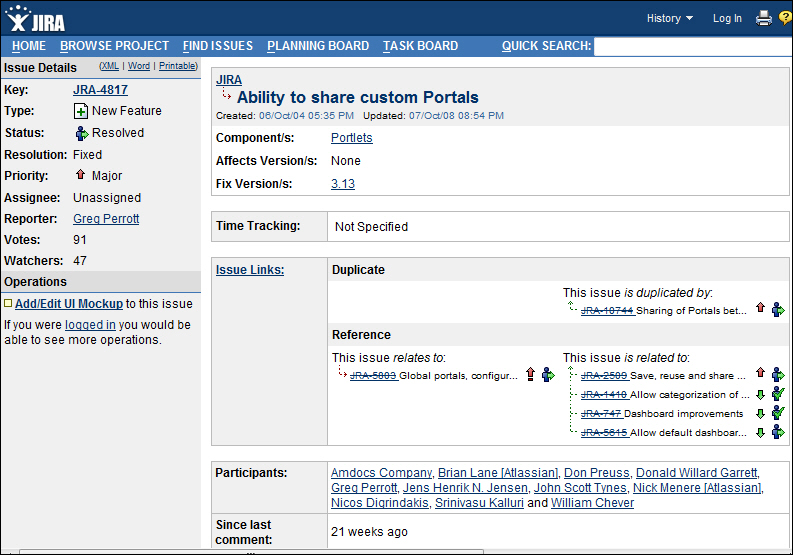 JIRA
History Log In
HOME BROWSE PROJECT FIND ISSUES PLANNING BOARD TASK BOARD QUICK SEARCH:
Issue Details (XML | Word | Printable)
Key: JRA-4817
Type: New Feature
Status: Resolved
Resolution: Fixed
Priority: Major
Assignee: Unassigned
Reporter: Greg Perrott
Votes: 91
Watchers: 47
Operations
Add/Edit UI Mockup to this issue
If you were logged in you would be
able to see more operations.
JIRA
Ability to share custom Portals
Created: 06/Oct/04 05:35 PM Updated: 07/Oct/08 08:54 PM
Component/s: Portlets
Affects Version/s: None
Fix Version/s: 3.13
Time Tracking: Not Specified
Issue Links: Duplicate
This issue is duplicated by:
JRA-10744 Sharing of Portals bet...
Reference
This issue relates to:
JRA-5803 Global portals, configur...
This issue is related to:
JRA-2509 Save, reuse and share ...
JRA-1410 Allow categorization of ...
JRA-747 Dashboard improvements
JRA-5615 Allow default dashboar...
Participants: Amdocs Company, Brian Lane [Atlassian], Don Preuss, Donald Willard Garrett,
Greg Perrott, Jens Henrik N. Jensen, John Scott Tynes, Nick Menere [Atlassian],
Nicos Digrindakis, Srinivasu Kalluri and William Chever
Since last
comment: 21 weeks ago